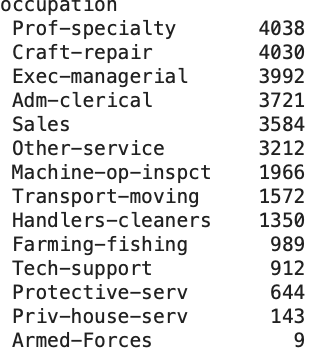 occupation
Prof-specialty 4038
Craft-repair 4030
Exec-managerial 3992
Adm-clerical 3721
Sales 3584
Other-service 3212
Machine-op-inspct 1966
Transport-moving 1572
Handlers-cleaners 1350
Farming-fishing 989
Tech-support 912
Protective-serv 644
Priv-house-serv 143
Armed-Forces 9